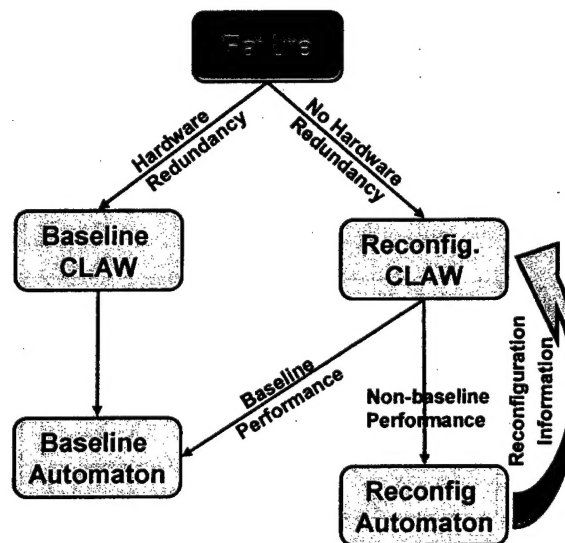 Failure
Hardware
Redundancy
No Hardware
Redundancy
Baseline
CLAW
Reconfig.
CLAW
Baseline
Performance
Non-baseline
Performance
Reconfiguration
Information
Baseline
Automaton
Reconfig
Automaton